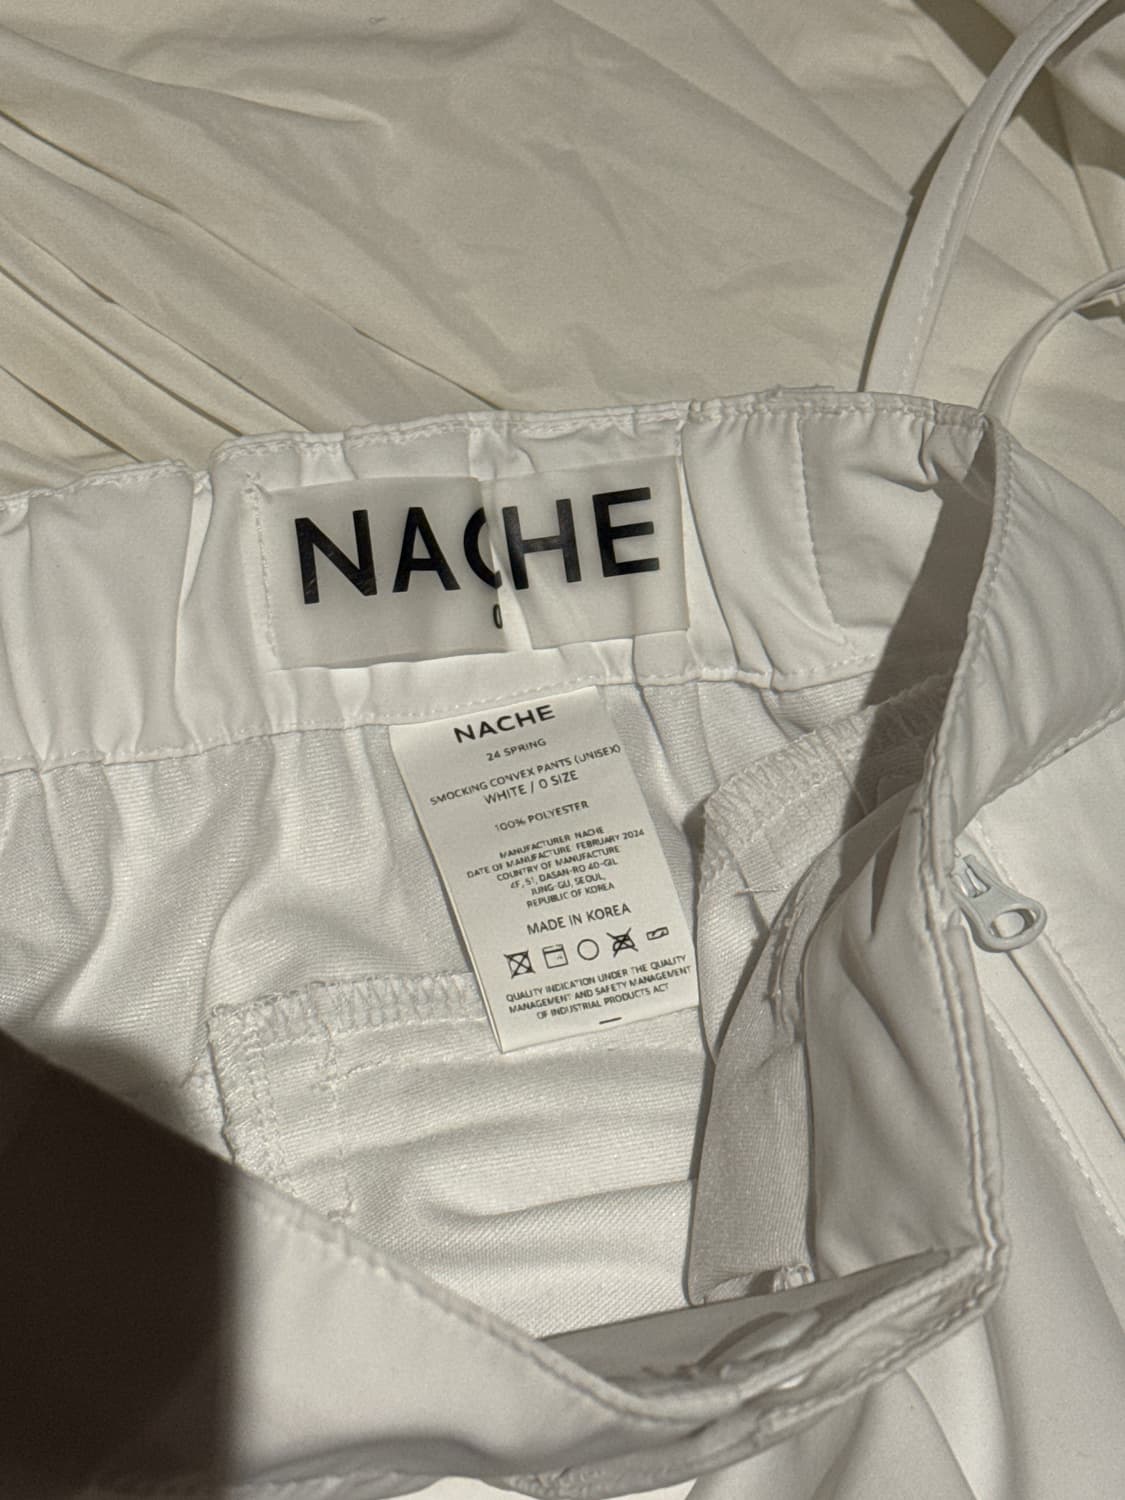 NACHE
0
NACHE
24 SPRING
SMOCKING CONVEX PANTS (UNISEX)
WHITE / 0 SIZE
100% POLYESTER
MANUFACTURER NACHE
DATE OF MANUFACTURE FEBRUARY 2024
COUNTRY OF MANUFACTURE
4F, 51, DASAN-RO 40-GIL
JUNG-GU, SEOUL,
REPUBLIC OF KOREA
MADE IN KOREA
QUALITY INDICATION UNDER THE QUALITY
MANAGEMENT AND SAFETY MANAGEMENT
OF INDUSTRIAL PRODUCTS ACT